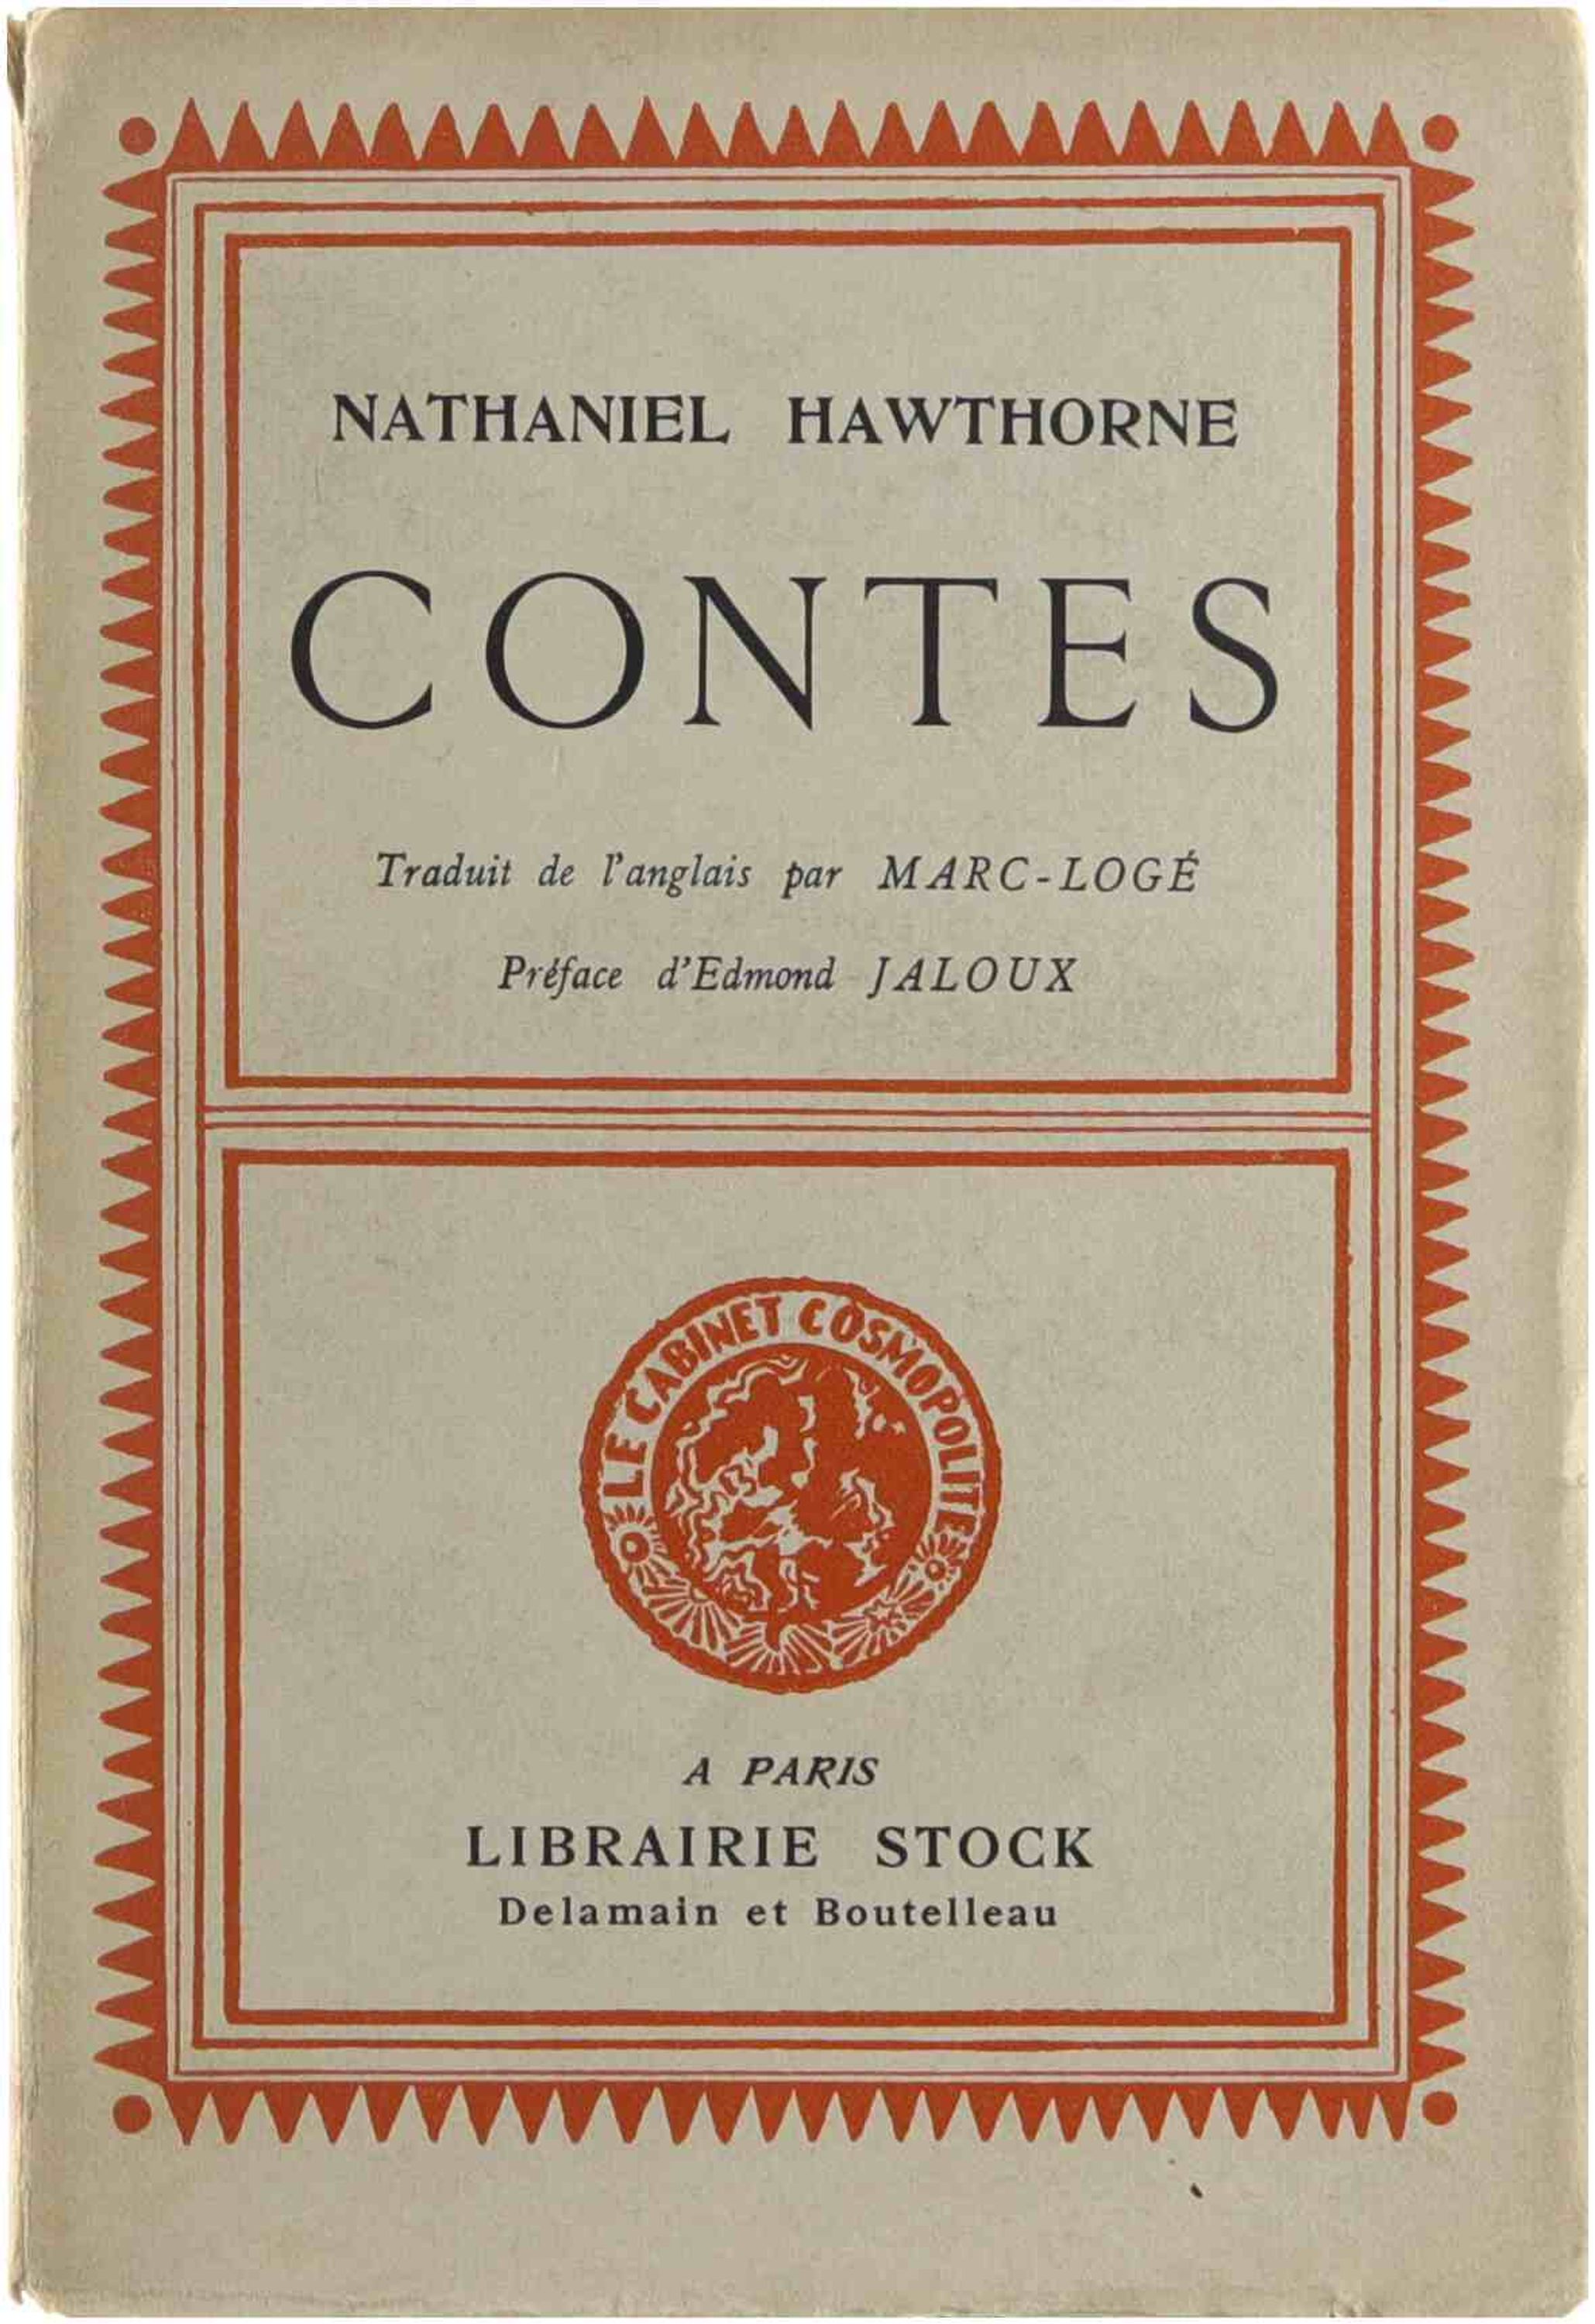 NATHANIEL HAWTHORNE
CONTES
Traduit de l'anglais par MARC-LOGÉ
Préface d'Edmond JALOUX
LE CABINET COSMOPOLITE
A PARIS
LIBRAIRIE STOCK
Delamain et Boutelleau